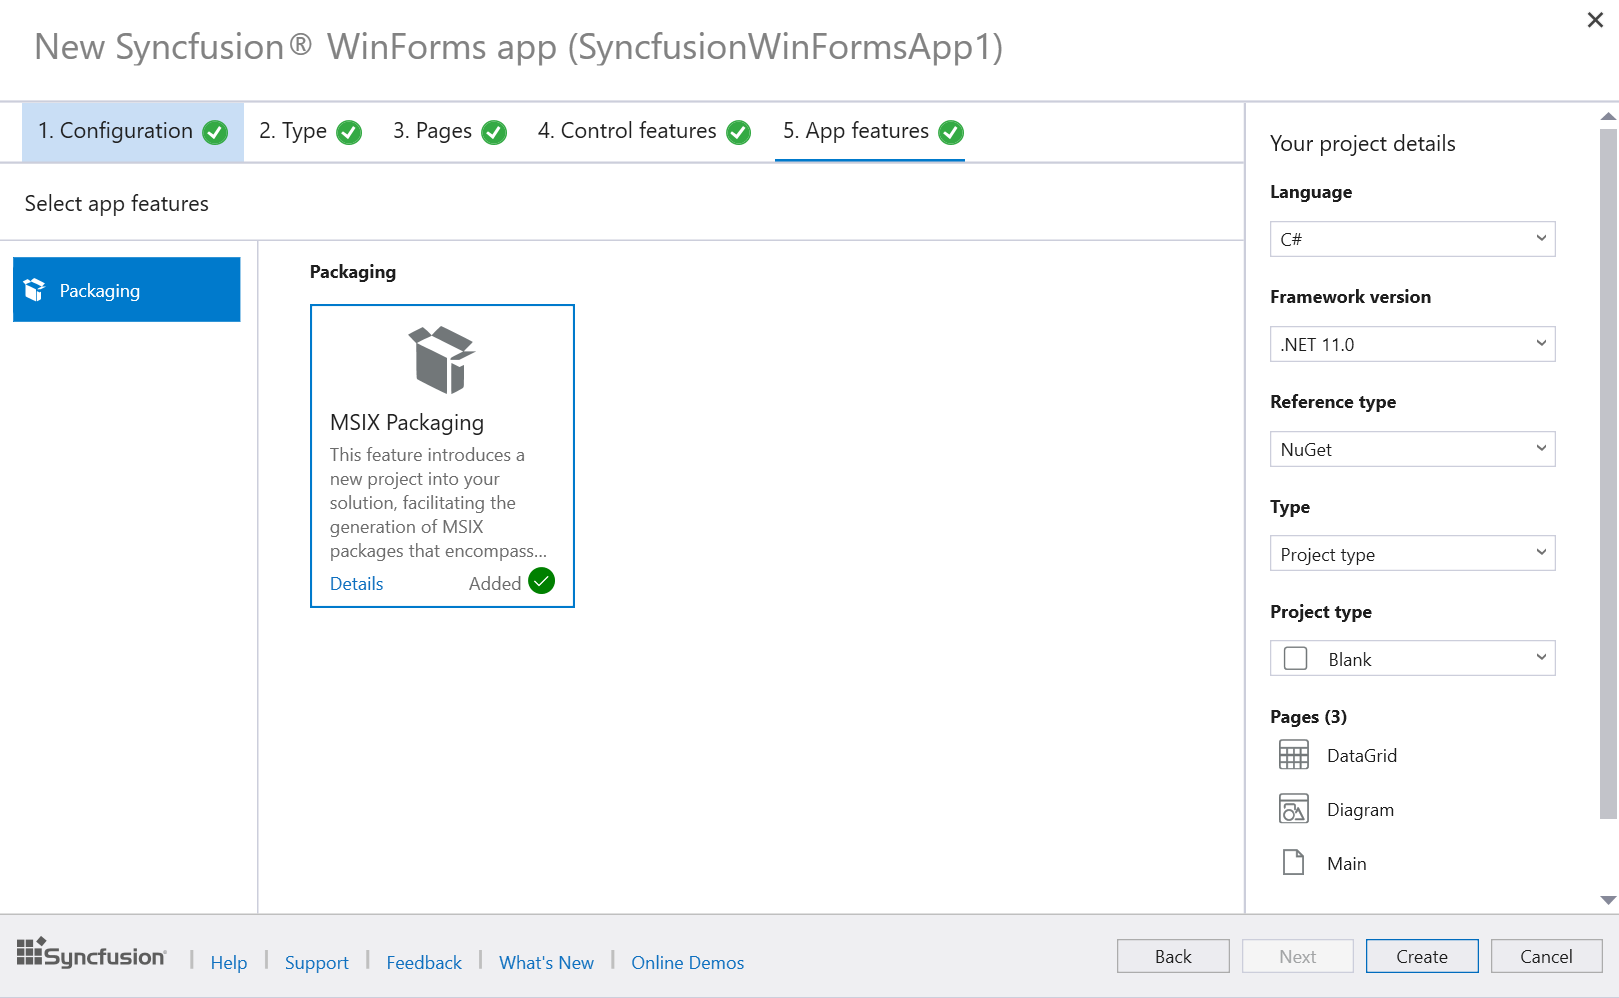 New Syncfusion® WinForms app (SyncfusionWinFormsApp1)
1. Configuration
2. Type
3. Pages
4. Control features
5. App features
Select app features
Packaging
Packaging
MSIX Packaging
This feature introduces a
new project into your
solution, facilitating the
generation of MSIX
packages that encompass...
Details
Added
Your project details
Language
C#
Framework version
.NET 11.0
Reference type
NuGet
Type
Project type
Project type
Blank
Pages (3)
DataGrid
Diagram
Main
Syncfusion®
Help
Support
Feedback
What's New
Online Demos
Back
Next
Create
Cancel